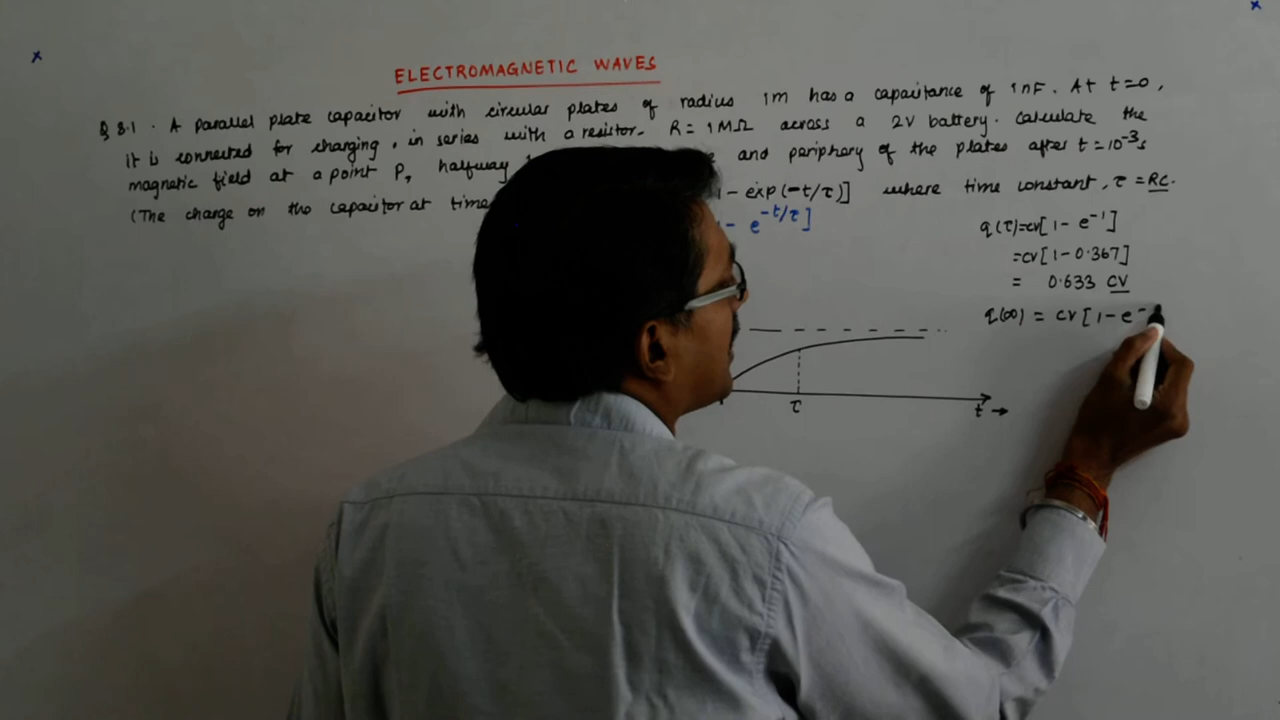 ELECTROMAGNETIC WAVES
Q 8.1 . A parallel plate capacitor with circular plates of radius 1m has a capacitance of 1nF. At t=0,
it is connected for charging, in series with a resistor. R = 1MΩ across a 2V battery. Calculate the
magnetic field at a point P, halfway and periphery of the plates after t = 10⁻³s
(The charge on the capacitor at time - exp(-t/τ)] where time constant, τ = RC.
- e^-t/τ]
q(τ)=CV[1 - e⁻¹]
=CV[1-0.367]
= 0.633 CV
q(∞) = CV[1-e⁻
τ
t →